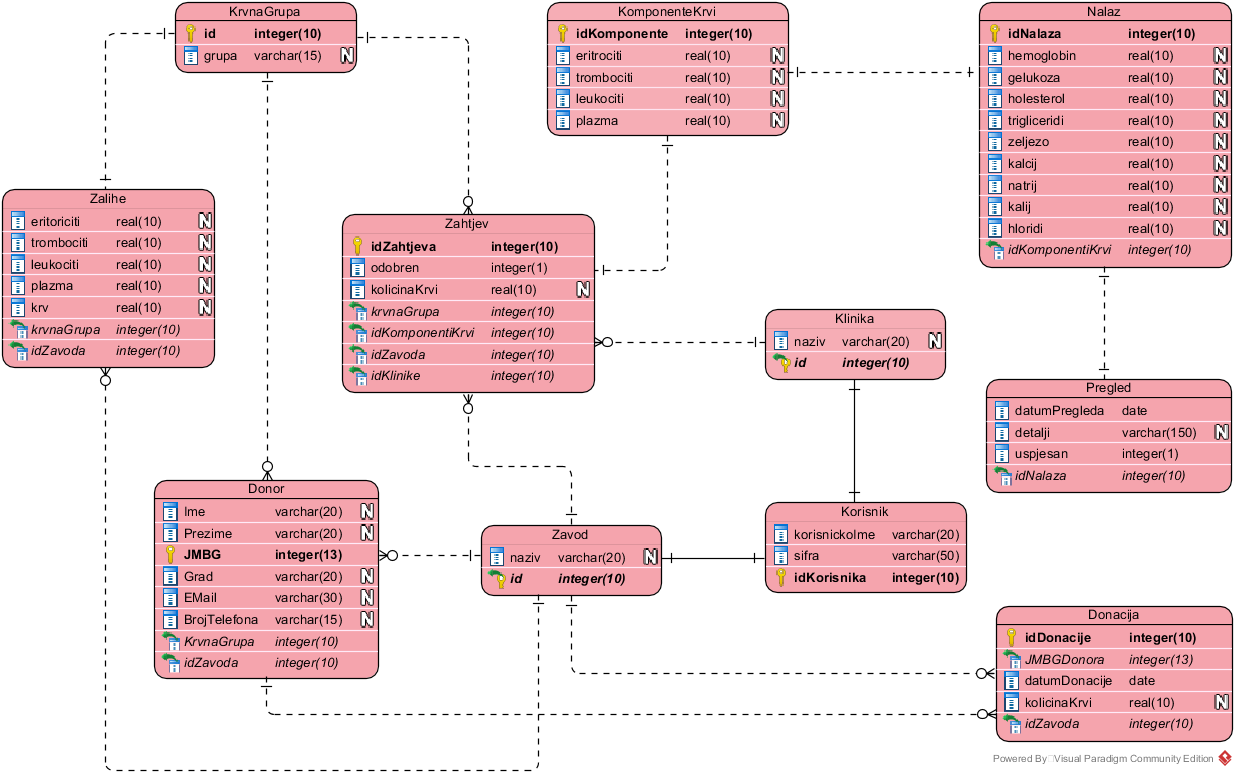 KrvnaGrupa
id integer(10)
grupa varchar(15) N
KomponenteKrvi
idKomponente integer(10)
eritrociti real(10) N
trombociti real(10) N
leukociti real(10) N
plazma real(10) N
Nalaz
idNalaza integer(10)
hemoglobin real(10) N
gelukoza real(10) N
holesterol real(10) N
trigliceridi real(10) N
zeljezo real(10) N
kalcij real(10) N
natrij real(10) N
kalij real(10) N
hloridi real(10) N
idKomponentiKrvi integer(10)
Zalihe
eritoriciti real(10) N
trombociti real(10) N
leukociti real(10) N
plazma real(10) N
krv real(10) N
krvnaGrupa integer(10)
idZavoda integer(10)
Zahtjev
idZahtjeva integer(10)
odobren integer(1)
kolicinaKrvi real(10) N
krvnaGrupa integer(10)
idKomponentiKrvi integer(10)
idZavoda integer(10)
idKlinike integer(10)
Klinika
naziv varchar(20) N
id integer(10)
Pregled
datumPregleda date
detalji varchar(150) N
uspjesan integer(1)
idNalaza integer(10)
Donor
Ime varchar(20) N
Prezime varchar(20) N
JMBG integer(13)
Grad varchar(20) N
EMail varchar(30) N
BrojTelefona varchar(15) N
KrvnaGrupa integer(10)
idZavoda integer(10)
Zavod
naziv varchar(20) N
id integer(10)
Korisnik
korisnickoIme varchar(20)
sifra varchar(50)
idKorisnika integer(10)
Donacija
idDonacije integer(10)
JMBGDonora integer(13)
datumDonacije date
kolicinaKrvi real(10) N
idZavoda integer(10)
Powered By Visual Paradigm Community Edition